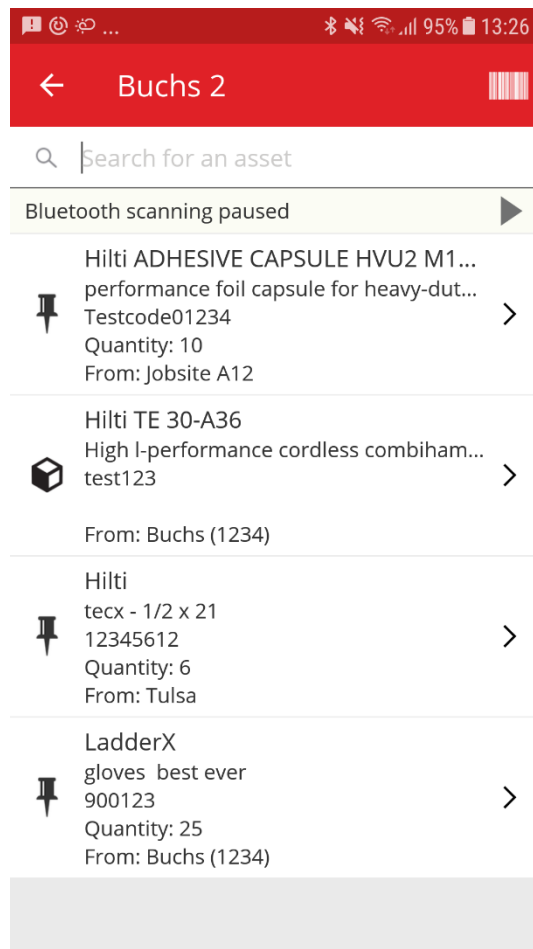 ... 95% 13:26
Buchs 2
Search for an asset
Bluetooth scanning paused
Hilti ADHESIVE CAPSULE HVU2 M1...
performance foil capsule for heavy-dut...
Testcode01234
Quantity: 10
From: Jobsite A12
Hilti TE 30-A36
High l-performance cordless combiham...
test123
From: Buchs (1234)
Hilti
tecx - 1/2 x 21
12345612
Quantity: 6
From: Tulsa
LadderX
gloves  best ever
900123
Quantity: 25
From: Buchs (1234)